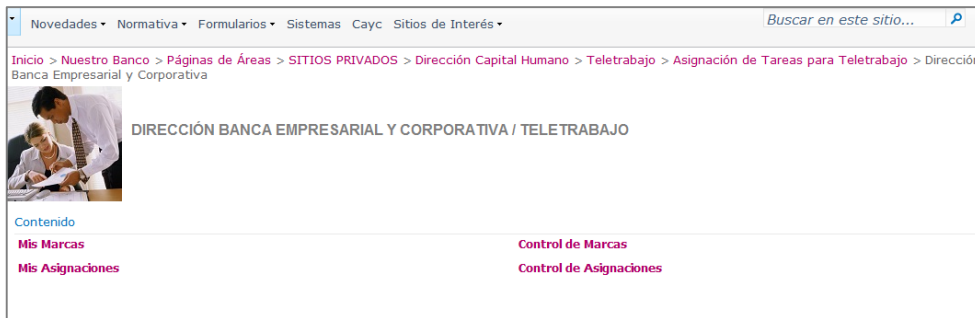 Novedades Normativa Formularios Sistemas Cayc Sitios de Interés Buscar en este sitio...
Inicio > Nuestro Banco > Páginas de Áreas > SITIOS PRIVADOS > Dirección Capital Humano > Teletrabajo > Asignación de Tareas para Teletrabajo > Dirección
Banca Empresarial y Corporativa
DIRECCIÓN BANCA EMPRESARIAL Y CORPORATIVA / TELETRABAJO
Contenido
Mis Marcas Control de Marcas
Mis Asignaciones Control de Asignaciones